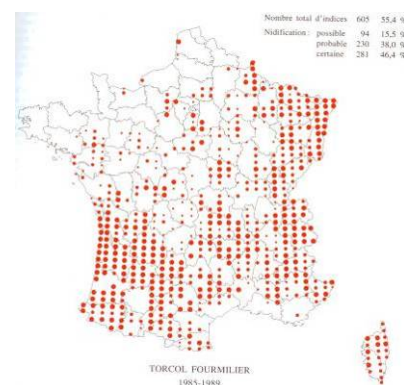 Nombre total d'indices 605 55,4 %
Nidification : possible 94 15,5 %
probable 230 38,0 %
certaine 281 46,4 %
TORCOL FOURMILIER
1985-1989